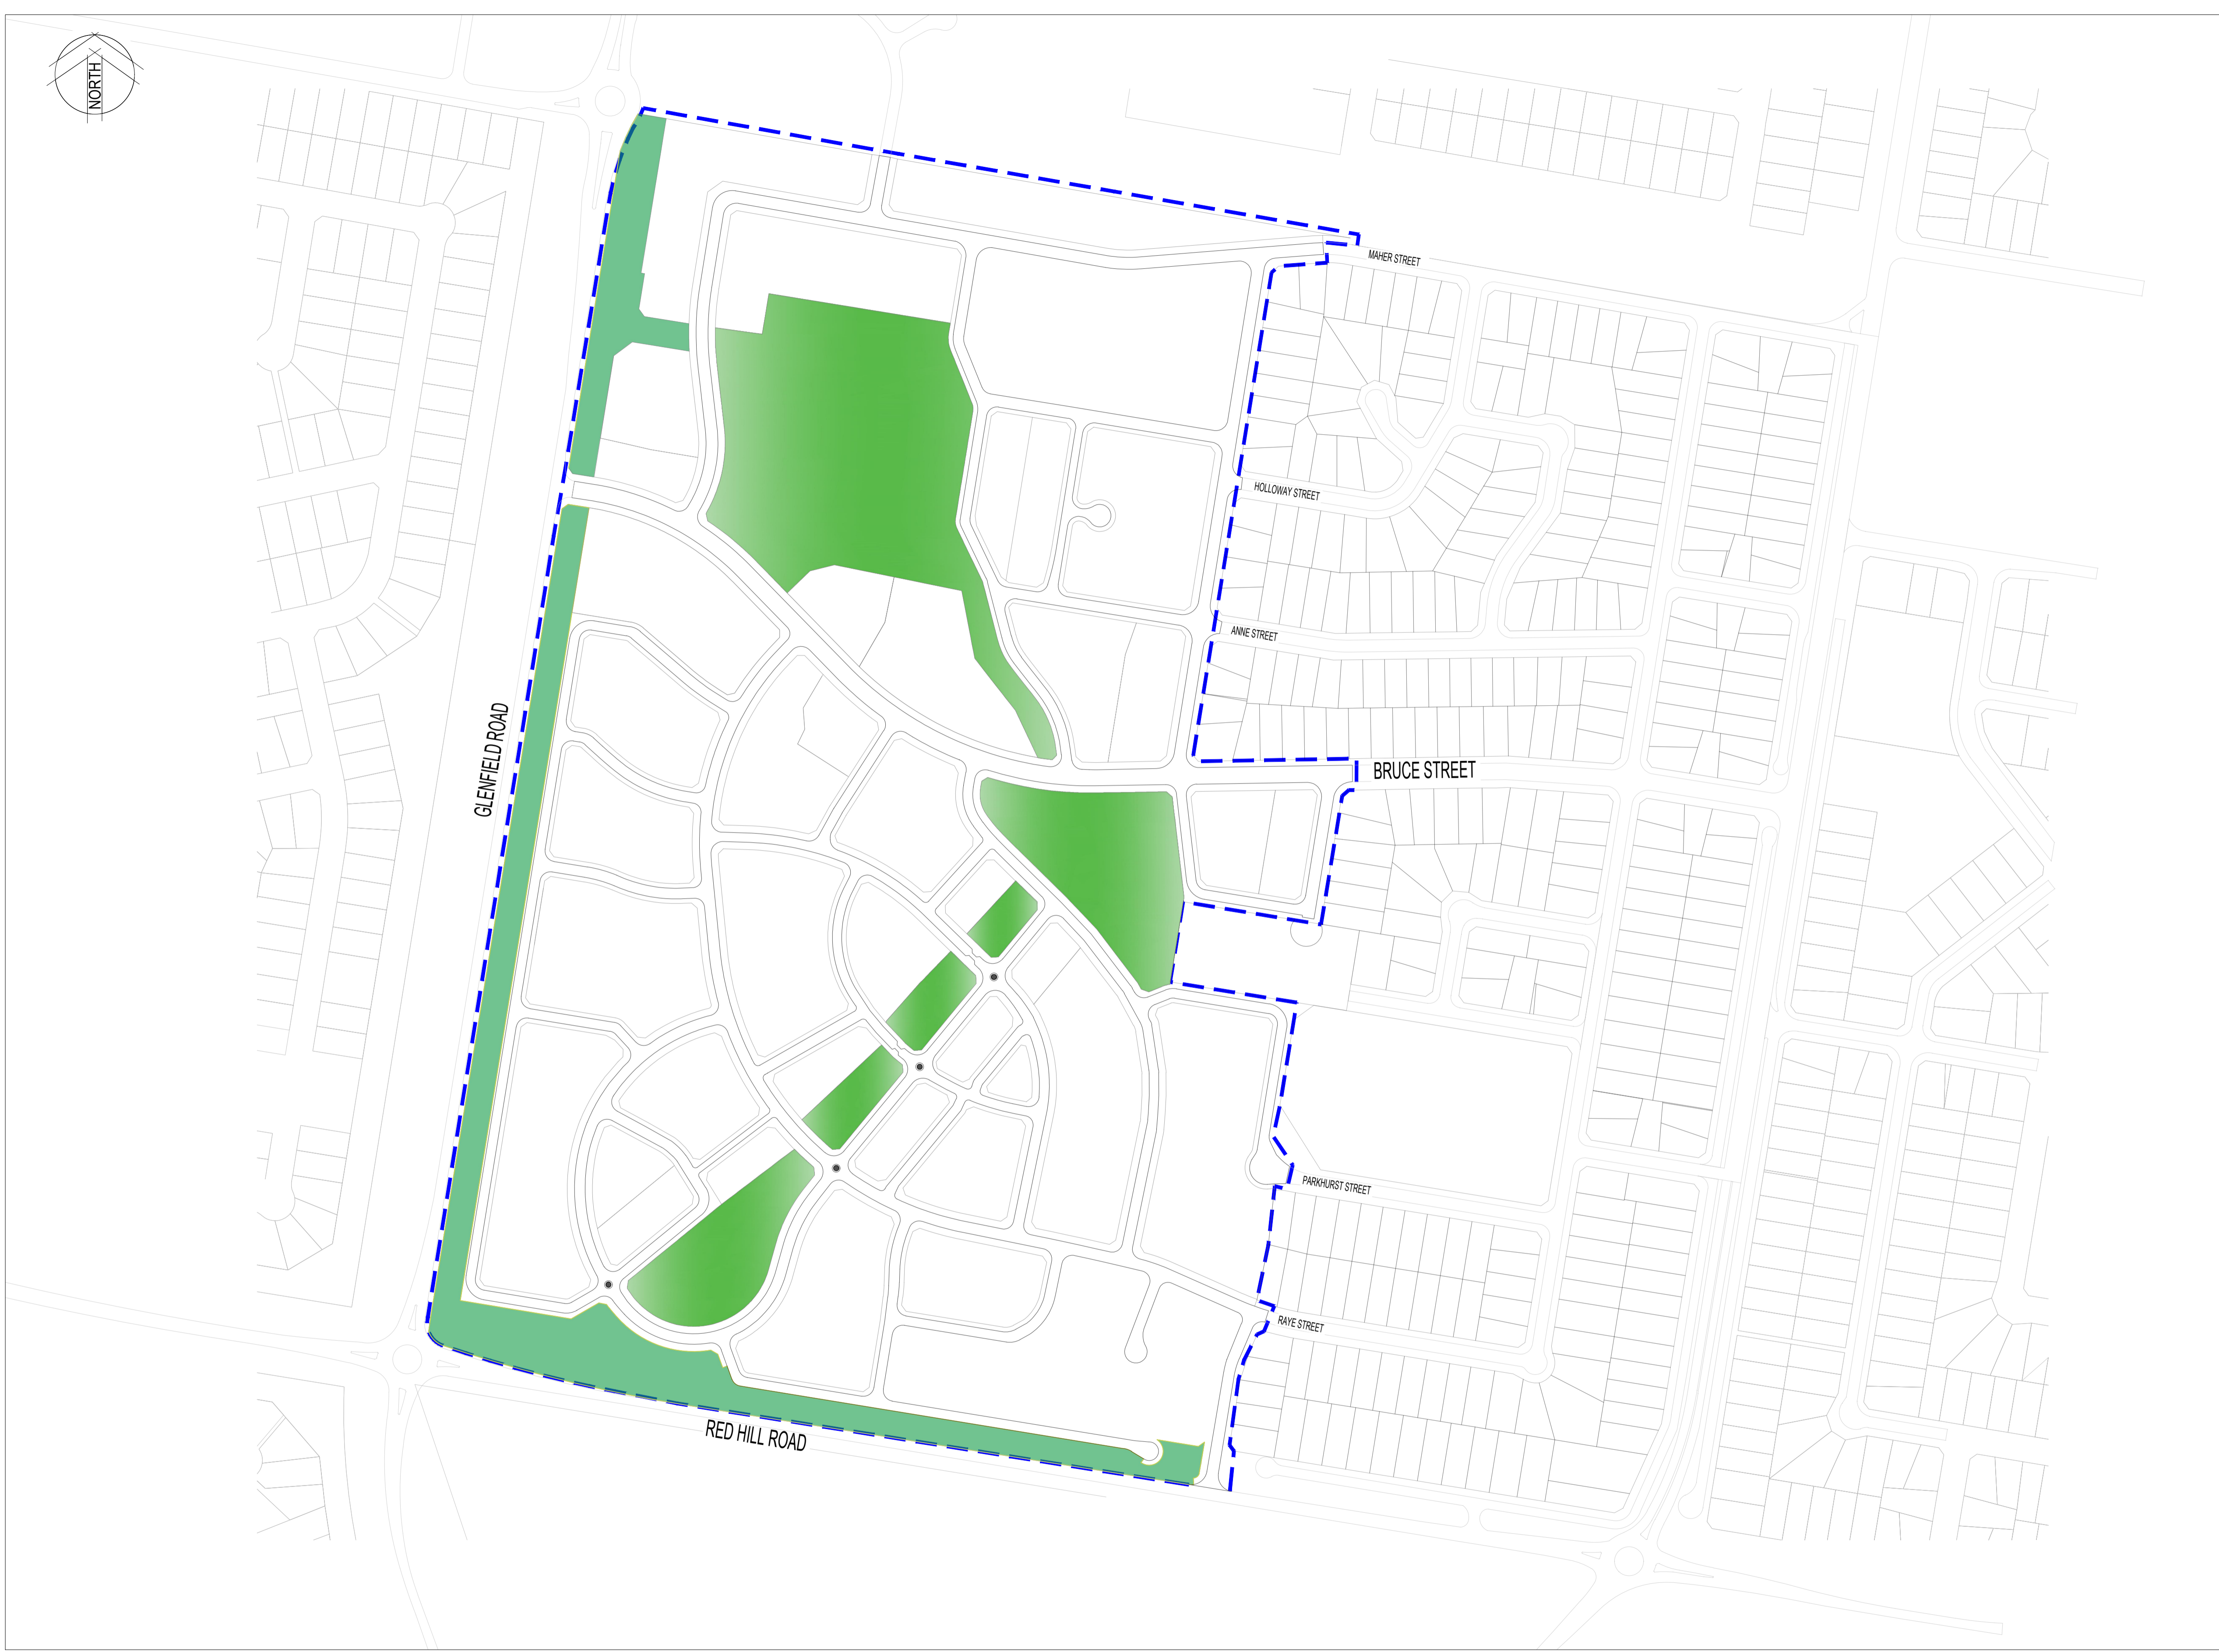 NORTH
MAHER STREET
HOLLOWAY STREET
ANNE STREET
GLENFIELD ROAD
BRUCE STREET
PARKHURST STREET
RAYE STREET
RED HILL ROAD